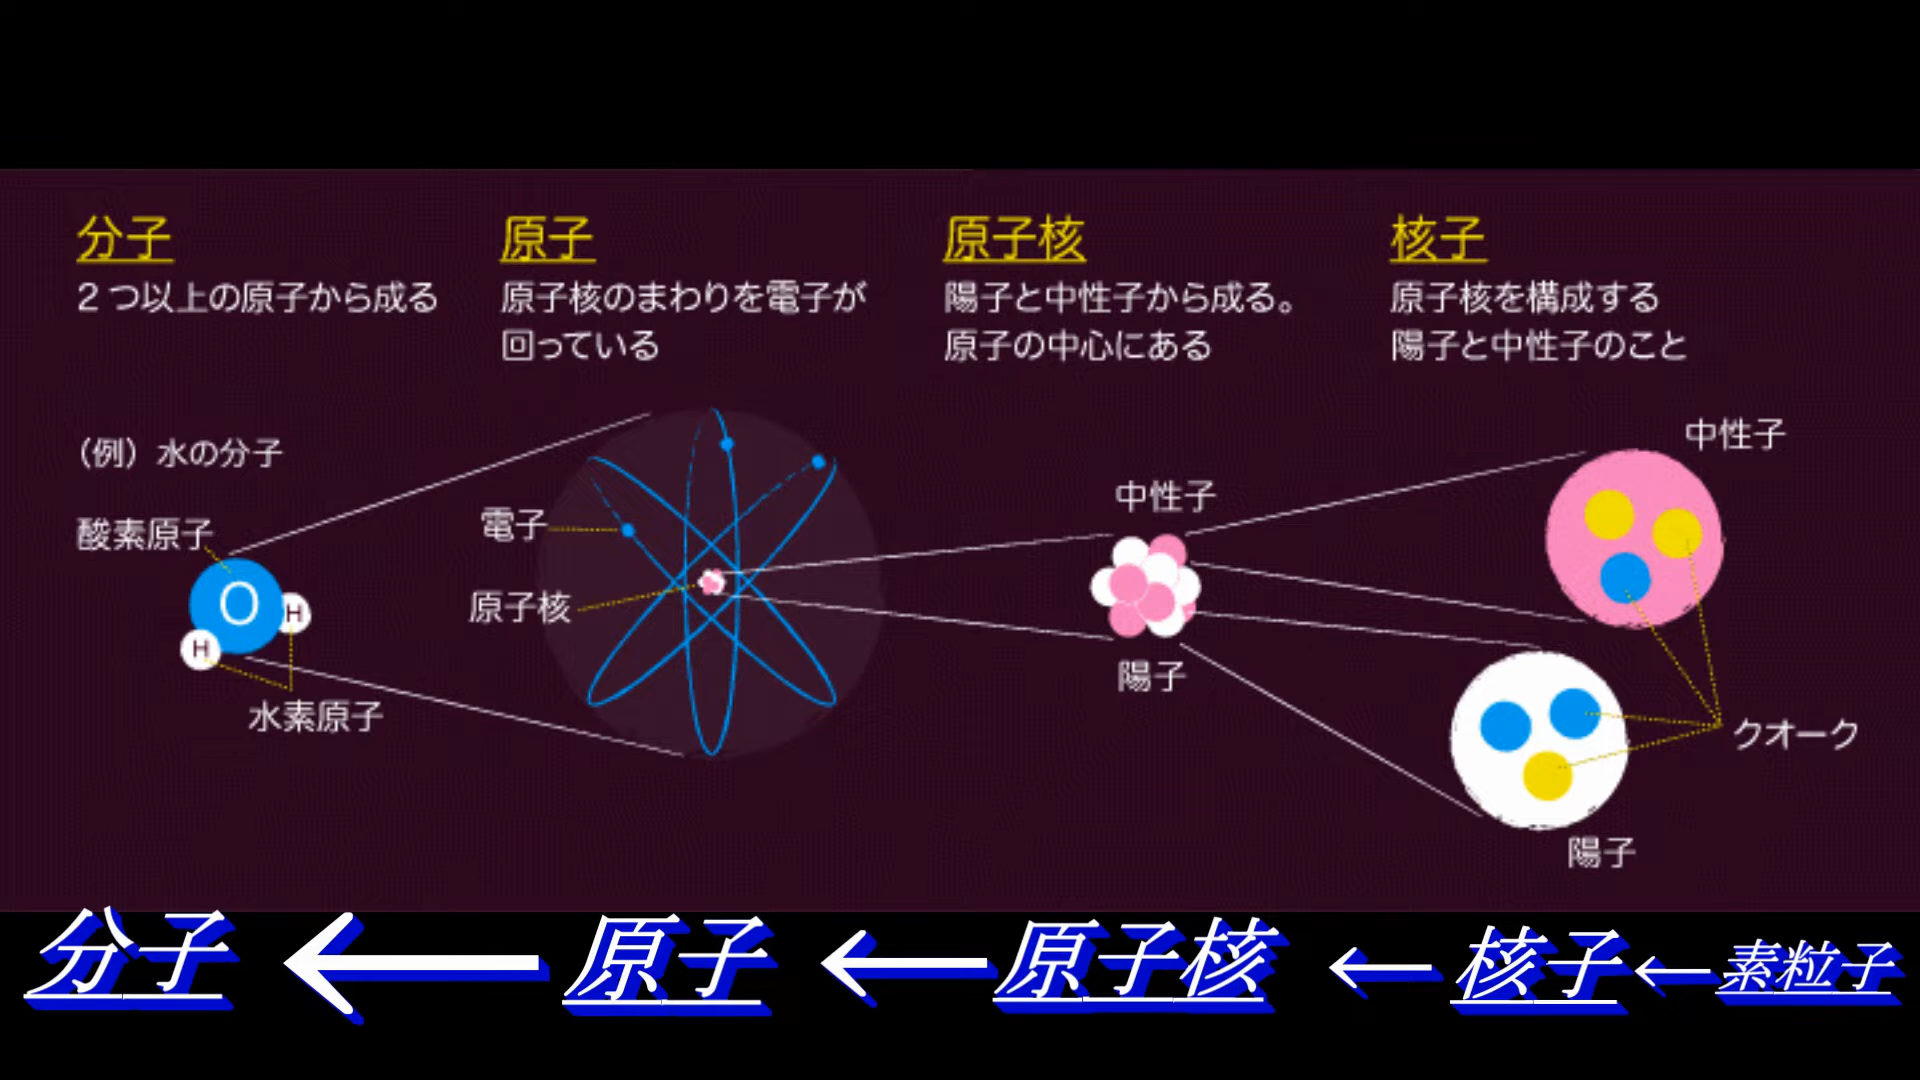 分子
2つ以上の原子から成る
原子
原子核のまわりを電子が
回っている
原子核
陽子と中性子から成る。
原子の中心にある
核子
原子核を構成する
陽子と中性子のこと
（例）水の分子
酸素原子
O
H
H
水素原子
電子
原子核
中性子
陽子
中性子
クオーク
陽子
分子←原子←原子核←核子←素粒子